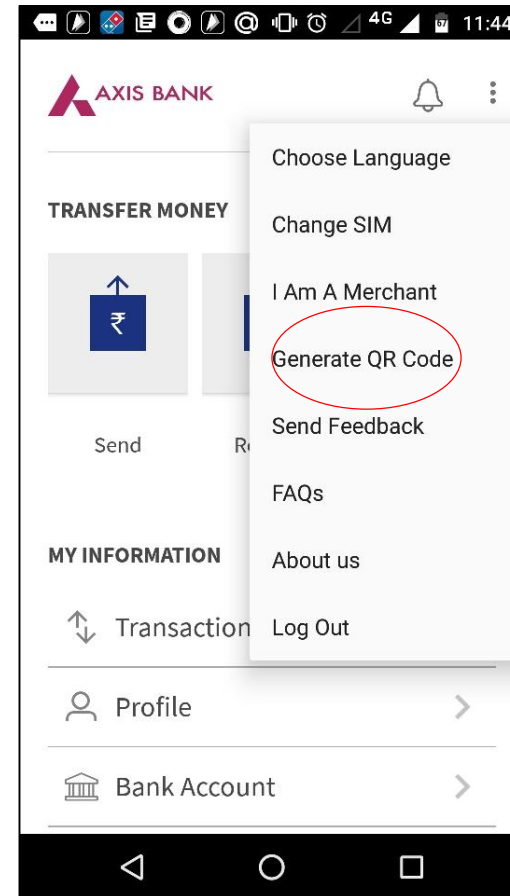 4G 67 11:44
AXIS BANK
Choose Language
TRANSFER MONEY
Change SIM
I Am A Merchant
₹
Generate QR Code
Send
Send Feedback
FAQs
MY INFORMATION
About us
Transaction
Log Out
Profile
Bank Account